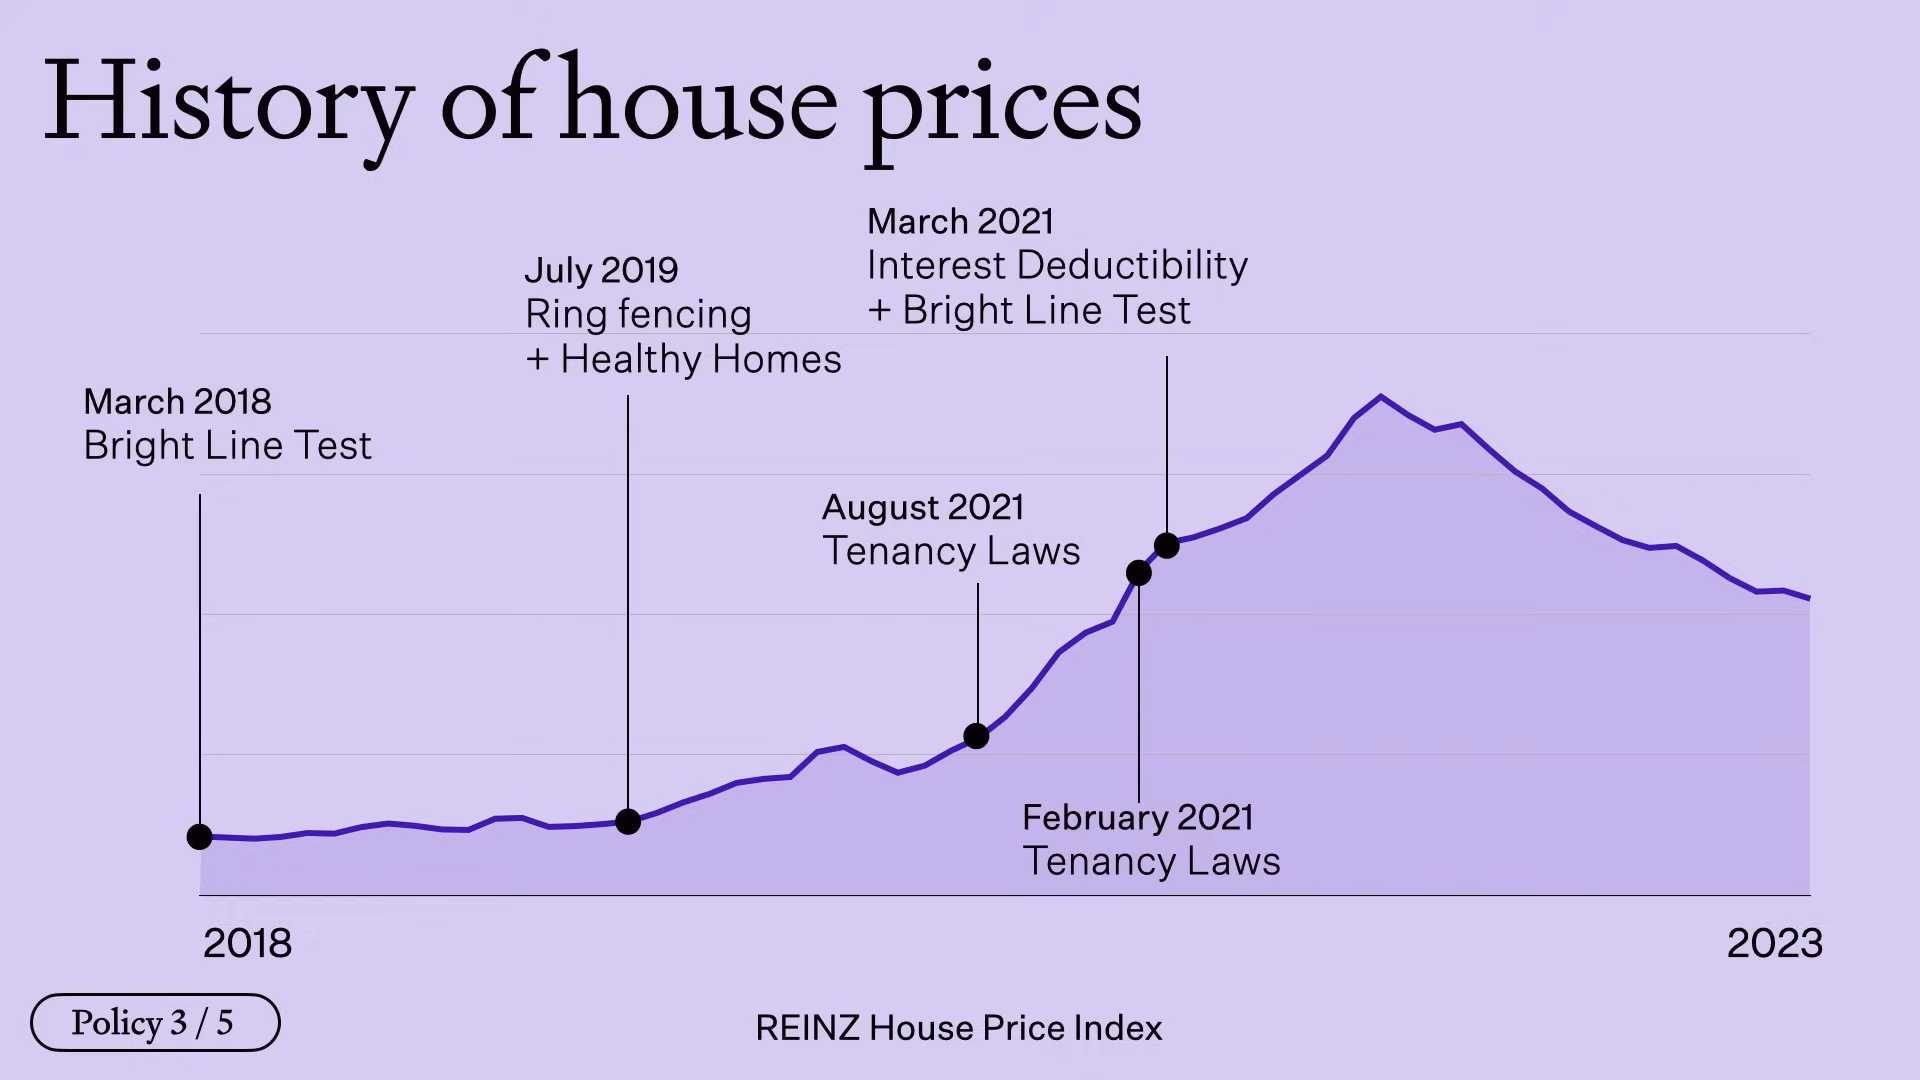 History of house prices
March 2021
Interest Deductibility
+ Bright Line Test
July 2019
Ring fencing
+ Healthy Homes
March 2018
Bright Line Test
August 2021
Tenancy Laws
February 2021
Tenancy Laws
2018
2023
Policy 3 / 5
REINZ House Price Index